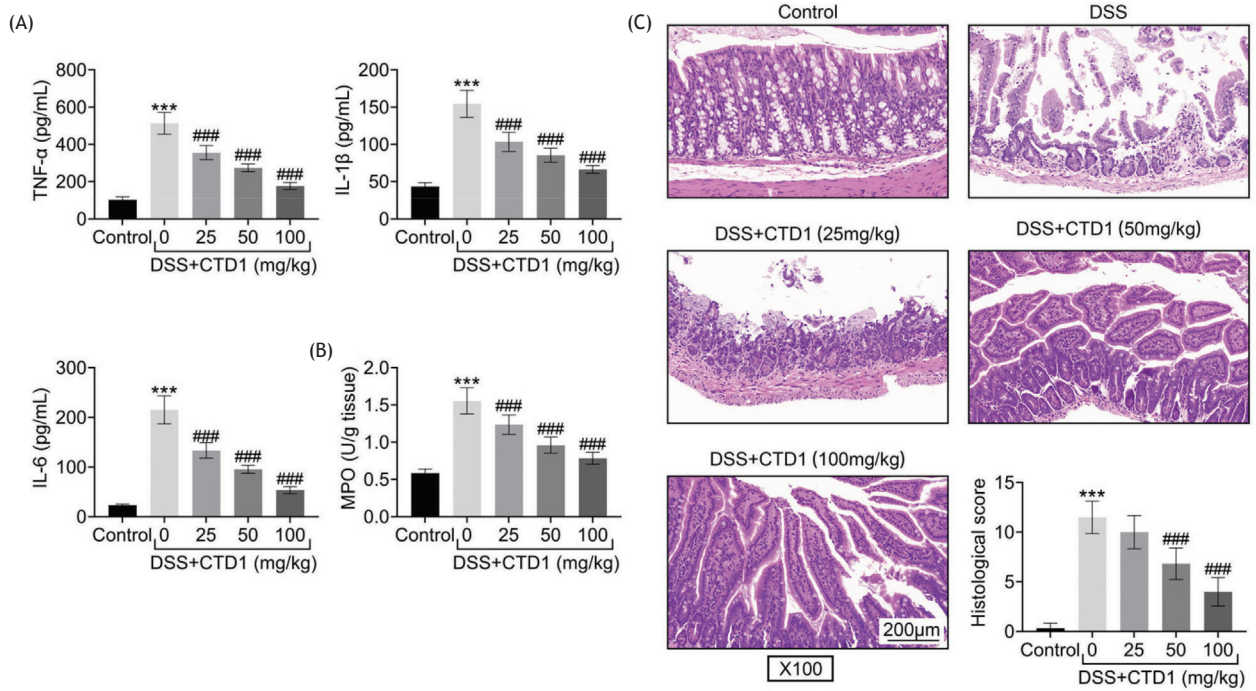 (A)
TNF-α (pg/mL)
800
600
400
200
0
***
###
###
###
Control 0 25 50 100
DSS+CTD1 (mg/kg)
IL-1β (pg/mL)
200
150
100
50
0
***
###
###
###
Control 0 25 50 100
DSS+CTD1 (mg/kg)
IL-6 (pg/mL)
300
200
100
0
***
###
###
###
Control 0 25 50 100
DSS+CTD1 (mg/kg)
(B)
MPO (U/g tissue)
2.0
1.5
1.0
0.5
0.0
***
###
###
###
Control 0 25 50 100
DSS+CTD1 (mg/kg)
(C)
Control
DSS
DSS+CTD1 (25mg/kg)
DSS+CTD1 (50mg/kg)
DSS+CTD1 (100mg/kg)
200μm
X100
Histological score
15
10
5
0
***
###
###
Control 0 25 50 100
DSS+CTD1 (mg/kg)